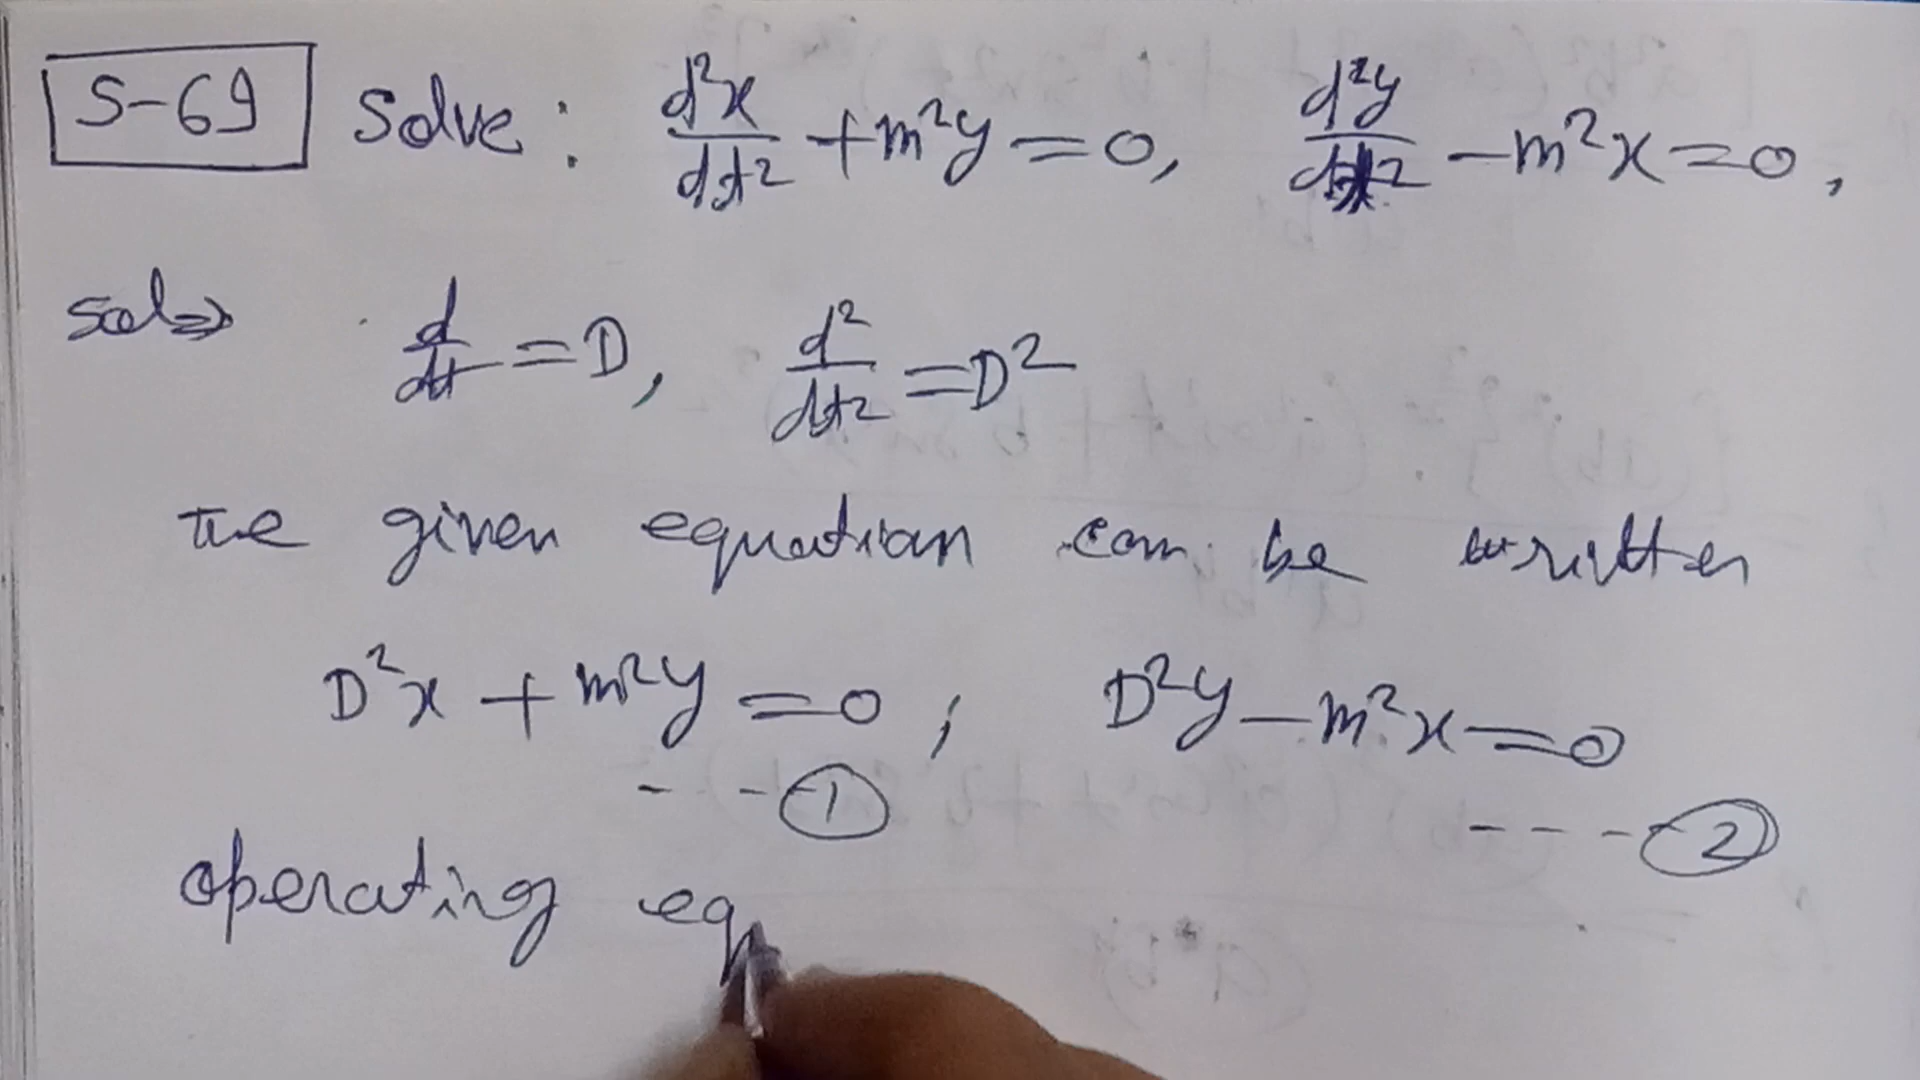 S-69 Solve: d²x/dt² + m²y = 0, d²y/dt² - m²x = 0,
sol⇒ d/dt = D, d²/dt² = D²
The given equation can be written
D²x + m²y = 0 ; D²y - m²x = 0
- - - ① - - - - ②
operating eq